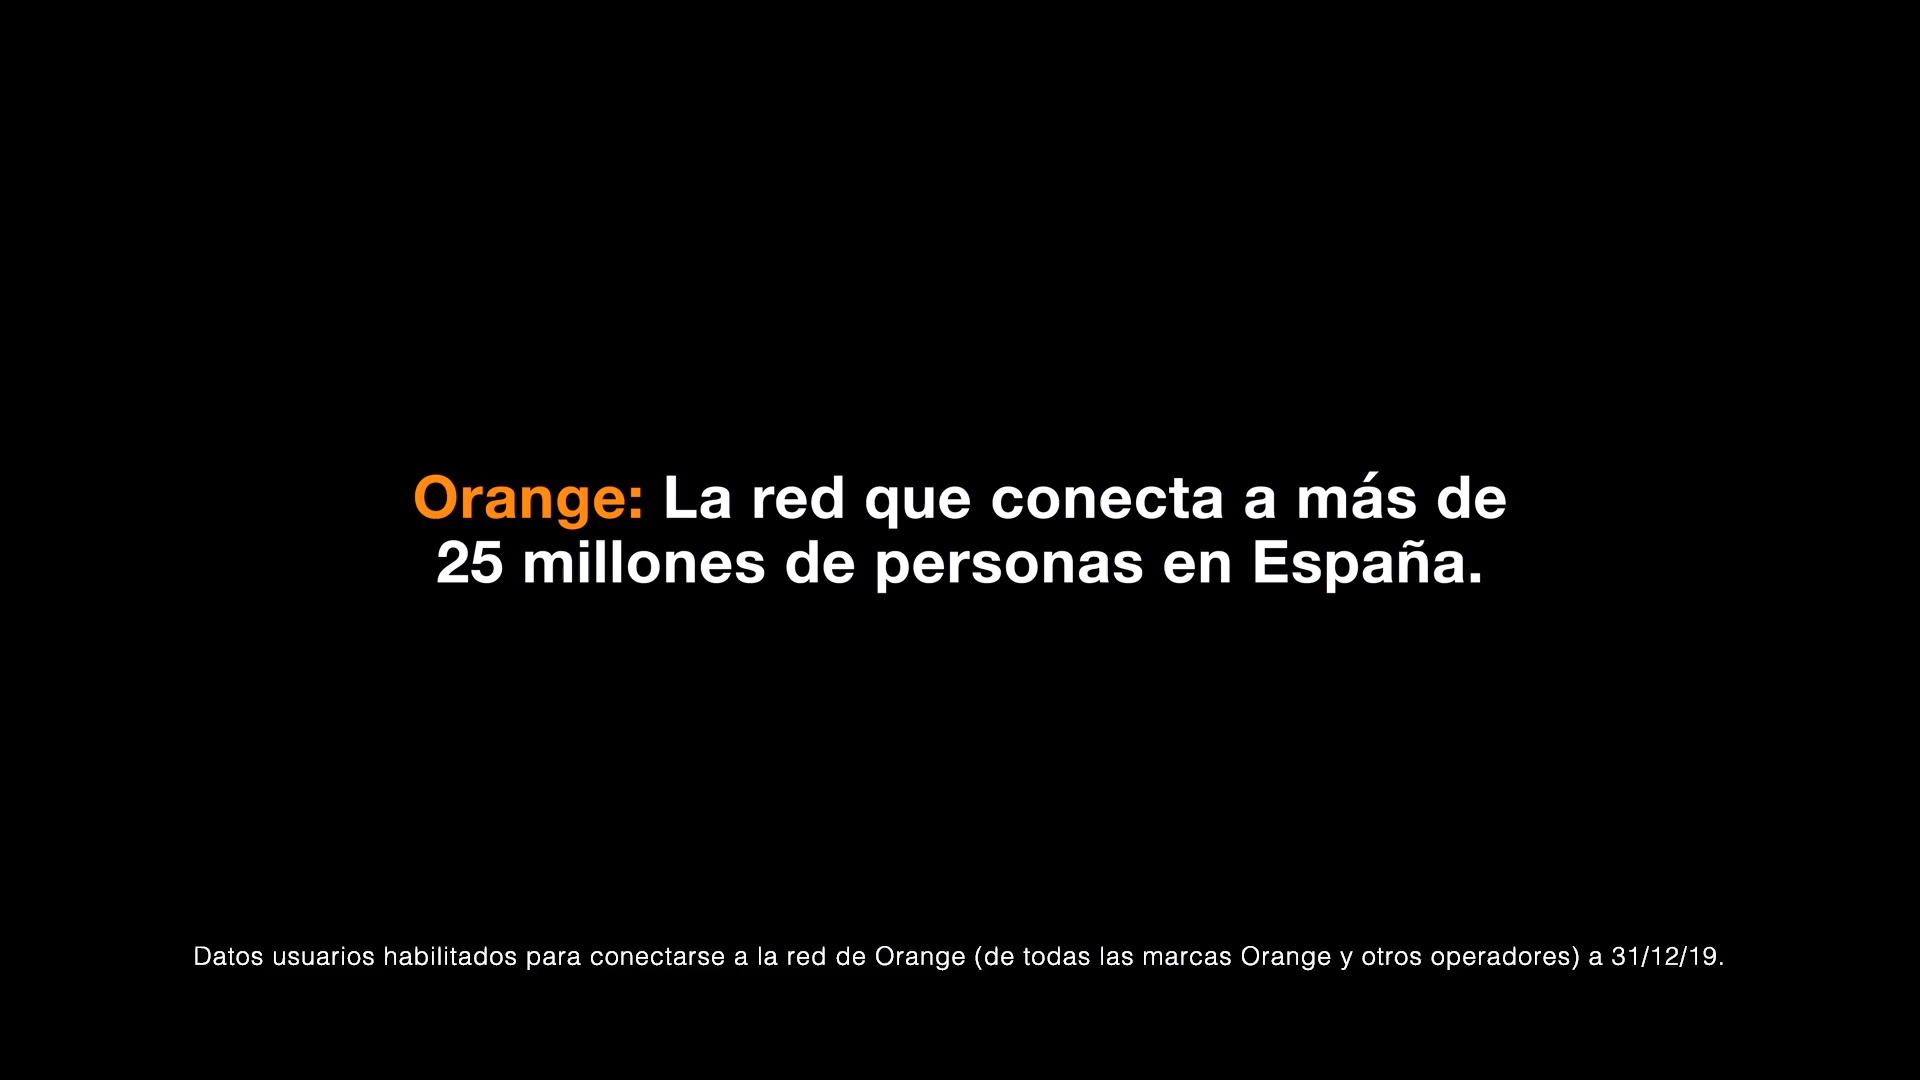 Orange: La red que conecta a más de
25 millones de personas en España.
Datos usuarios habilitados para conectarse a la red de Orange (de todas las marcas Orange y otros operadores) a 31/12/19.